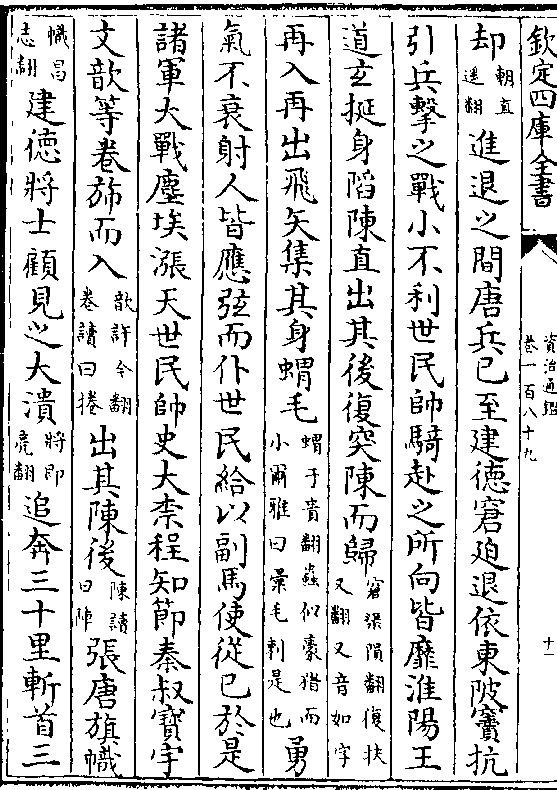 欽定四庫全書
資治通鑑
卷一百八十九
十一
却朝直遥翻進退之間唐兵已至建德窘迫退依東陂竇抗
引兵擊之戰小不利世民帥騎赴之所向皆靡淮陽王
道玄挺身陷陳直出其後復突陳而歸窘渠隕翻復扶又翻又音如字
再入再出飛矢集其身蝟毛蝟于貴翻蟲似豪猪而小爾雅曰彚毛刺是也勇
氣不衰射人皆應弦而仆世民給以副馬使從已於是
諸軍大戰塵埃漲天世民帥史大柰程知節秦叔寶宇
文歆等卷斾而入歆許今翻卷讀曰捲出其陳後陳讀曰陣張唐旗幟
幟昌志翻建德將士顧見之大潰將即亮翻追奔三十里斬首三